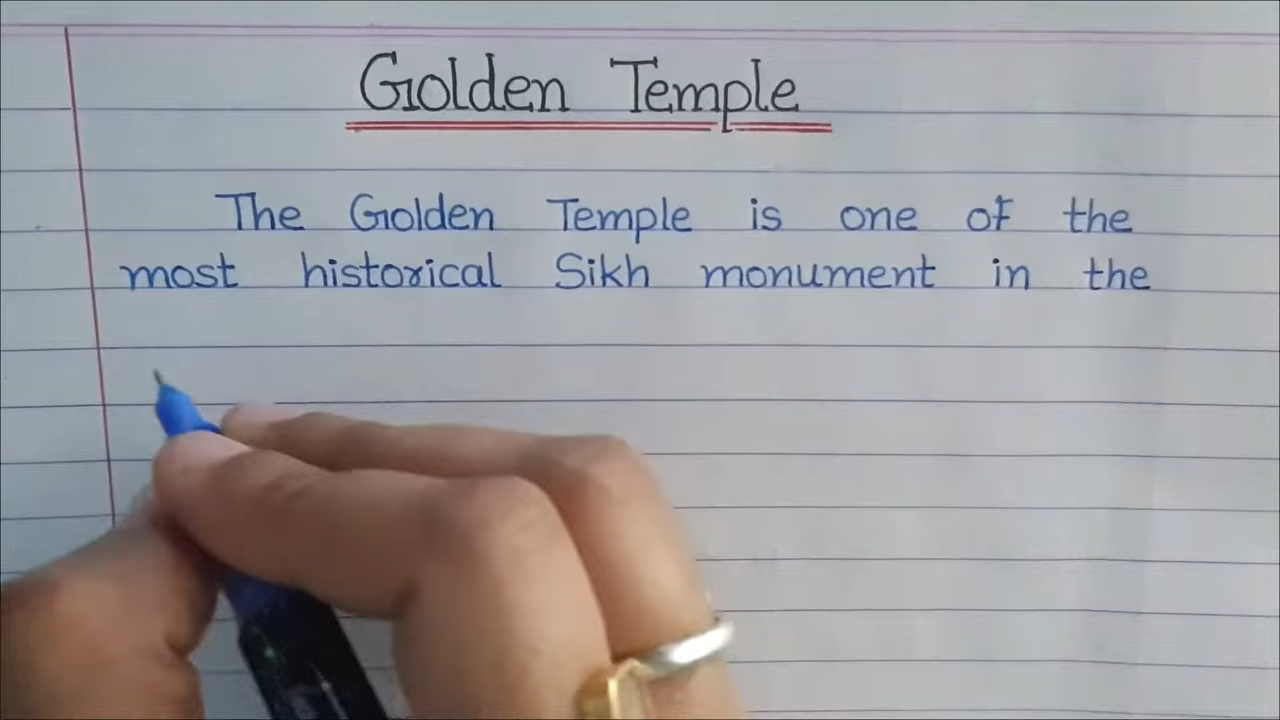 Golden Temple
The Golden Temple is one of the
most historical Sikh monument in the